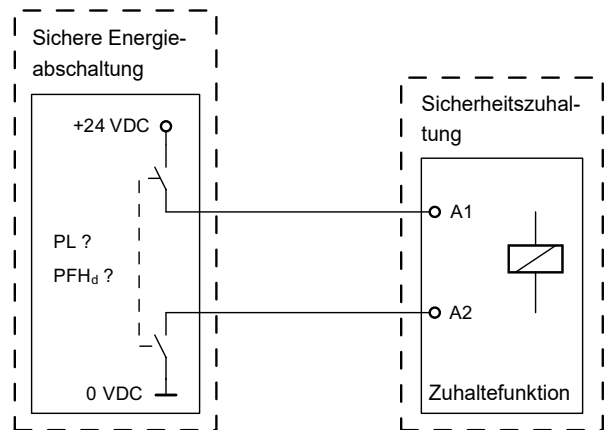 Sichere Energie-
abschaltung
+24 VDC
PL ?
PFHd ?
0 VDC
Sicherheitszuhal-
tung
A1
A2
Zuhaltefunktion